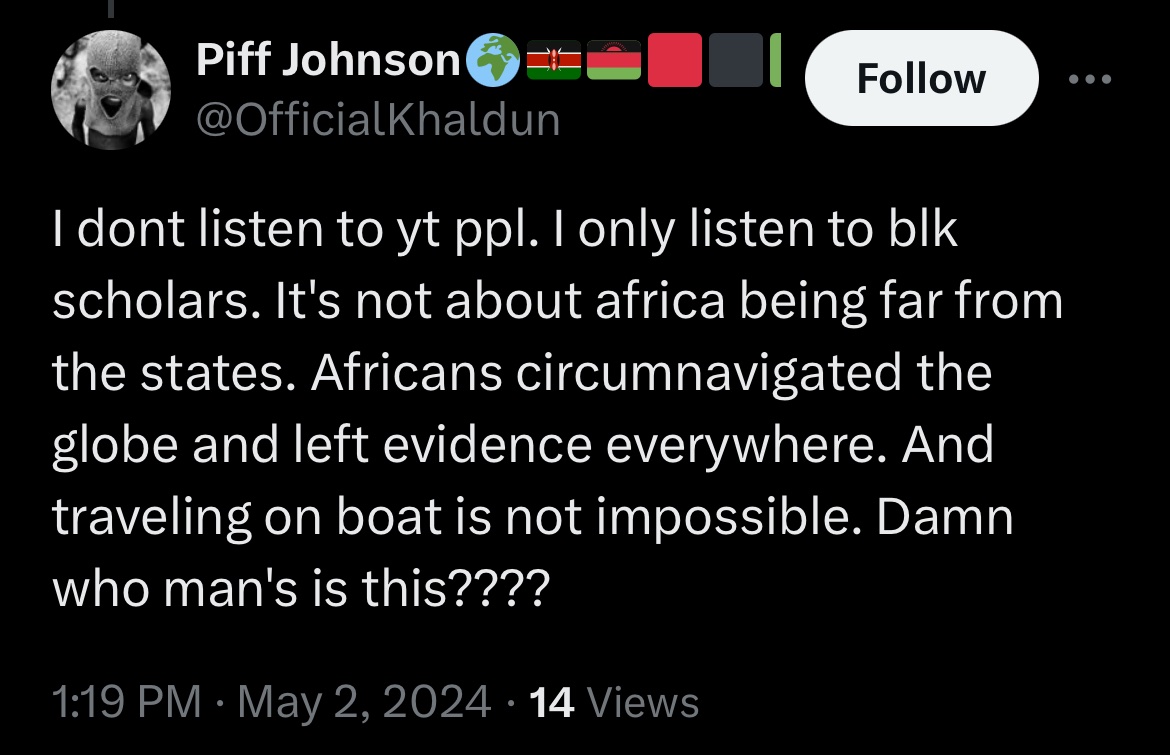 Piff Johnson
Follow
@OfficialKhaldun
I dont listen to yt ppl. I only listen to blk
scholars. It's not about africa being far from
the states. Africans circumnavigated the
globe and left evidence everywhere. And
traveling on boat is not impossible. Damn
who man's is this????
1:19 PM · May 2, 2024 · 14 Views